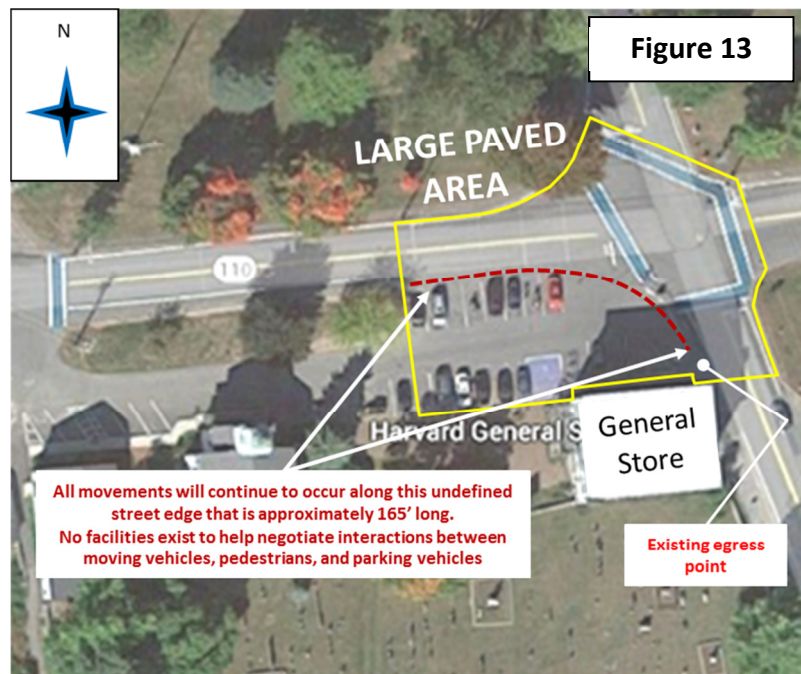 N
Figure 13
LARGE PAVED
AREA
110
Harvard General S
General
Store
All movements will continue to occur along this undefined
street edge that is approximately 165' long.
No facilities exist to help negotiate interactions between
moving vehicles, pedestrians, and parking vehicles
Existing egress
point